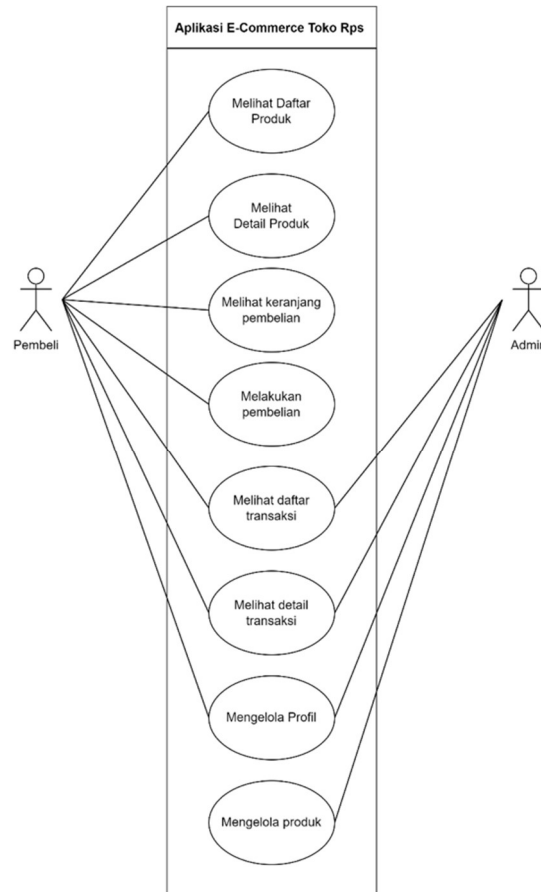 Aplikasi E-Commerce Toko Rps
Melihat Daftar
Produk
Melihat
Detail Produk
Melihat keranjang
pembelian
Pembeli
Admin
Melakukan
pembelian
Melihat daftar
transaksi
Melihat detail
transaksi
Mengelola Profil
Mengelola produk